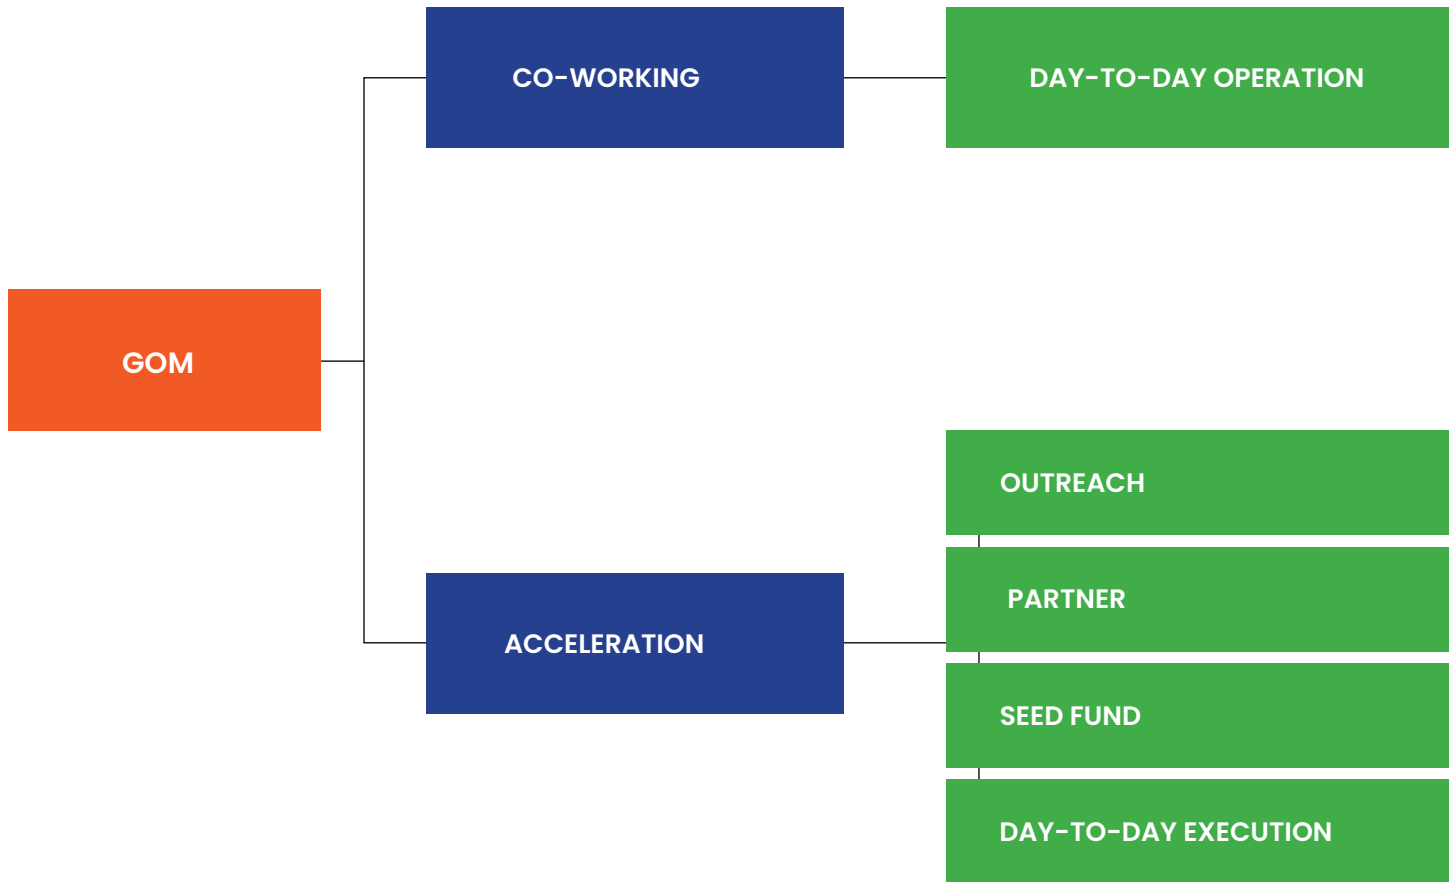 CO-WORKING
DAY-TO-DAY OPERATION
GOM
OUTREACH
PARTNER
ACCELERATION
SEED FUND
DAY-TO-DAY EXECUTION